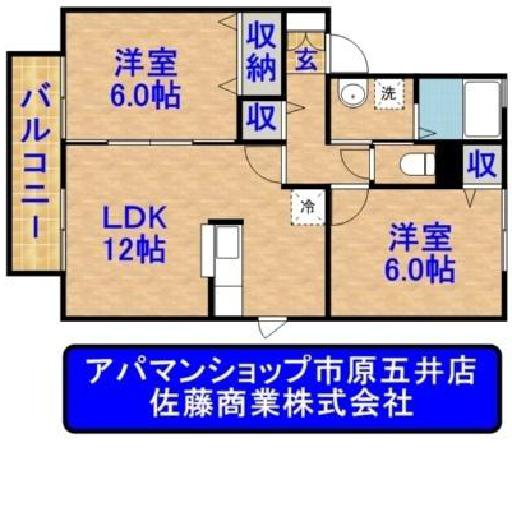 洋室
6.0帖
収
納
収
玄
洗
バルコニー
LDK
12帖
冷
収
洋室
6.0帖
アパマンショップ市原五井店
佐藤商業株式会社